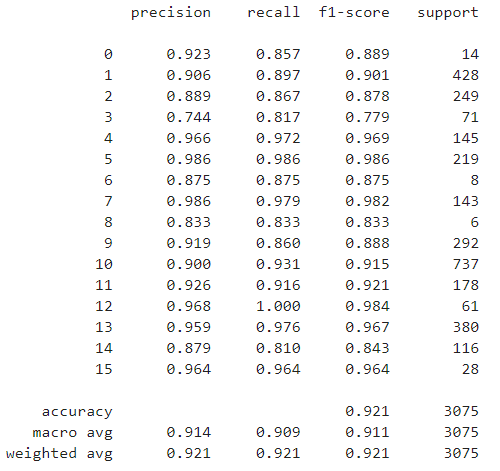 precision recall f1-score support
0 0.923 0.857 0.889 14
1 0.906 0.897 0.901 428
2 0.889 0.867 0.878 249
3 0.744 0.817 0.779 71
4 0.966 0.972 0.969 145
5 0.986 0.986 0.986 219
6 0.875 0.875 0.875 8
7 0.986 0.979 0.982 143
8 0.833 0.833 0.833 6
9 0.919 0.860 0.888 292
10 0.900 0.931 0.915 737
11 0.926 0.916 0.921 178
12 0.968 1.000 0.984 61
13 0.959 0.976 0.967 380
14 0.879 0.810 0.843 116
15 0.964 0.964 0.964 28
accuracy 0.921 3075
macro avg 0.914 0.909 0.911 3075
weighted avg 0.921 0.921 0.921 3075